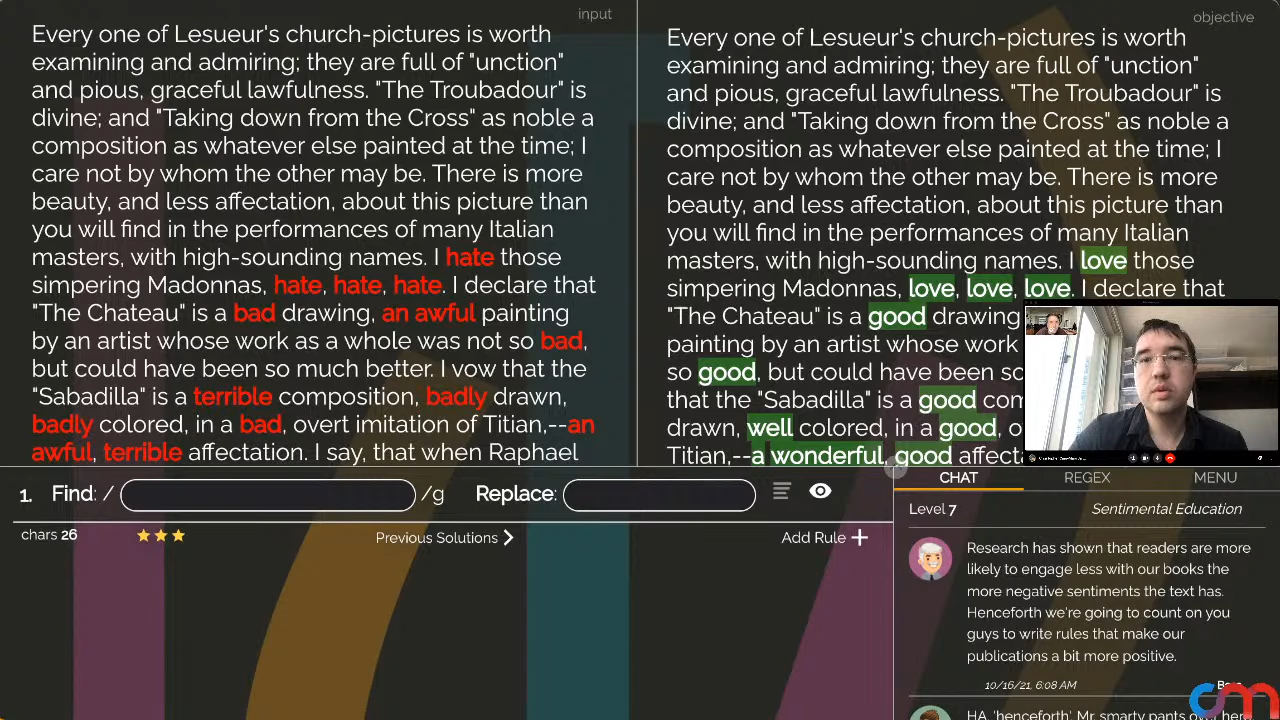 input
Every one of Lesueur's church-pictures is worth
examining and admiring; they are full of "unction"
and pious, graceful lawfulness. "The Troubadour" is
divine; and "Taking down from the Cross" as noble a
composition as whatever else painted at the time; I
care not by whom the other may be. There is more
beauty, and less affectation, about this picture than
you will find in the performances of many Italian
masters, with high-sounding names. I hate those
simpering Madonnas, hate, hate, hate. I declare that
"The Chateau" is a bad drawing, an awful painting
by an artist whose work as a whole was not so bad,
but could have been so much better. I vow that the
"Sabadilla" is a terrible composition, badly drawn,
badly colored, in a bad, overt imitation of Titian,--an
awful, terrible affectation. I say, that when Raphael
objective
Every one of Lesueur's church-pictures is worth
examining and admiring; they are full of "unction"
and pious, graceful lawfulness. "The Troubadour" is
divine; and "Taking down from the Cross" as noble a
composition as whatever else painted at the time; I
care not by whom the other may be. There is more
beauty, and less affectation, about this picture than
you will find in the performances of many Italian
masters, with high-sounding names. I love those
simpering Madonnas, love, love, love. I declare that
"The Chateau" is a good drawing
painting by an artist whose work
so good, but could have been so
that the "Sabadilla" is a good com
drawn, well colored, in a good, o
Titian,--a wonderful, good affect
1. Find: / /g Replace:
chars 26
Previous Solutions
Add Rule +
CHAT REGEX MENU
Level 7 Sentimental Education
Research has shown that readers are more
likely to engage less with our books the
more negative sentiments the text has.
Henceforth we're going to count on you
guys to write rules that make our
publications a bit more positive.
10/16/21, 6:08 AM
HA, 'henceforth'. Mr. smarty pants over here
cm